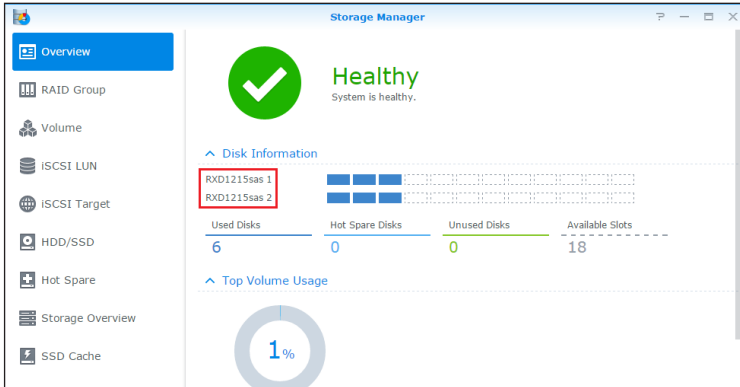 Storage Manager
Overview
RAID Group
Volume
iSCSI LUN
iSCSI Target
HDD/SSD
Hot Spare
Storage Overview
SSD Cache
Healthy
System is healthy.
Disk Information
RXD1215sas 1
RXD1215sas 2
Used Disks Hot Spare Disks Unused Disks Available Slots
6 0 0 18
Top Volume Usage
1%